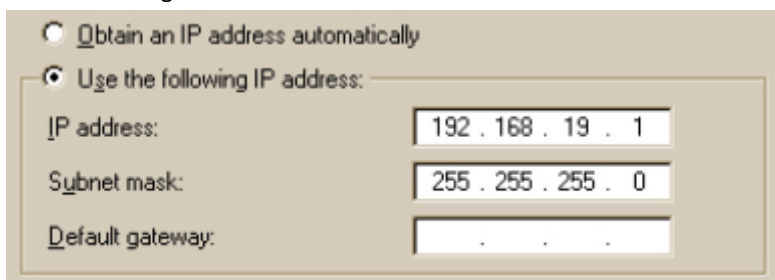 Obtain an IP address automatically
Use the following IP address:
IP address: 192 . 168 . 19 . 1
Subnet mask: 255 . 255 . 255 . 0
Default gateway: . . .